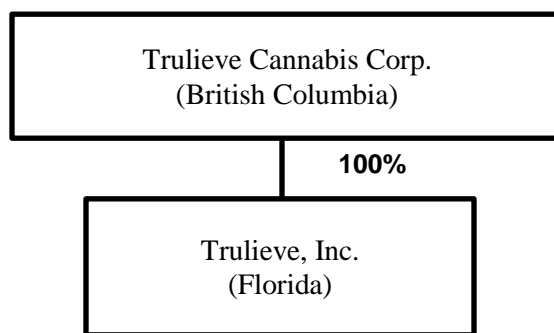 Trulieve Cannabis Corp.
(British Columbia)
100%
Trulieve, Inc.
(Florida)